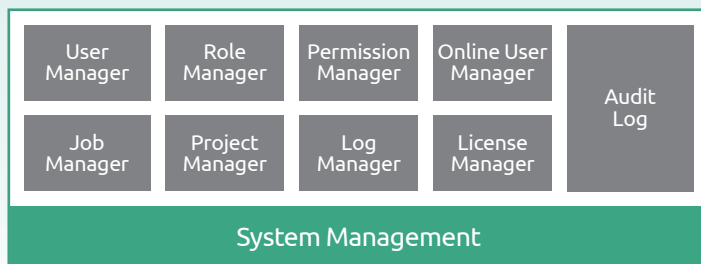 User
Manager
Role
Manager
Permission
Manager
Online User
Manager
Audit
Log
Job
Manager
Project
Manager
Log
Manager
License
Manager
System Management